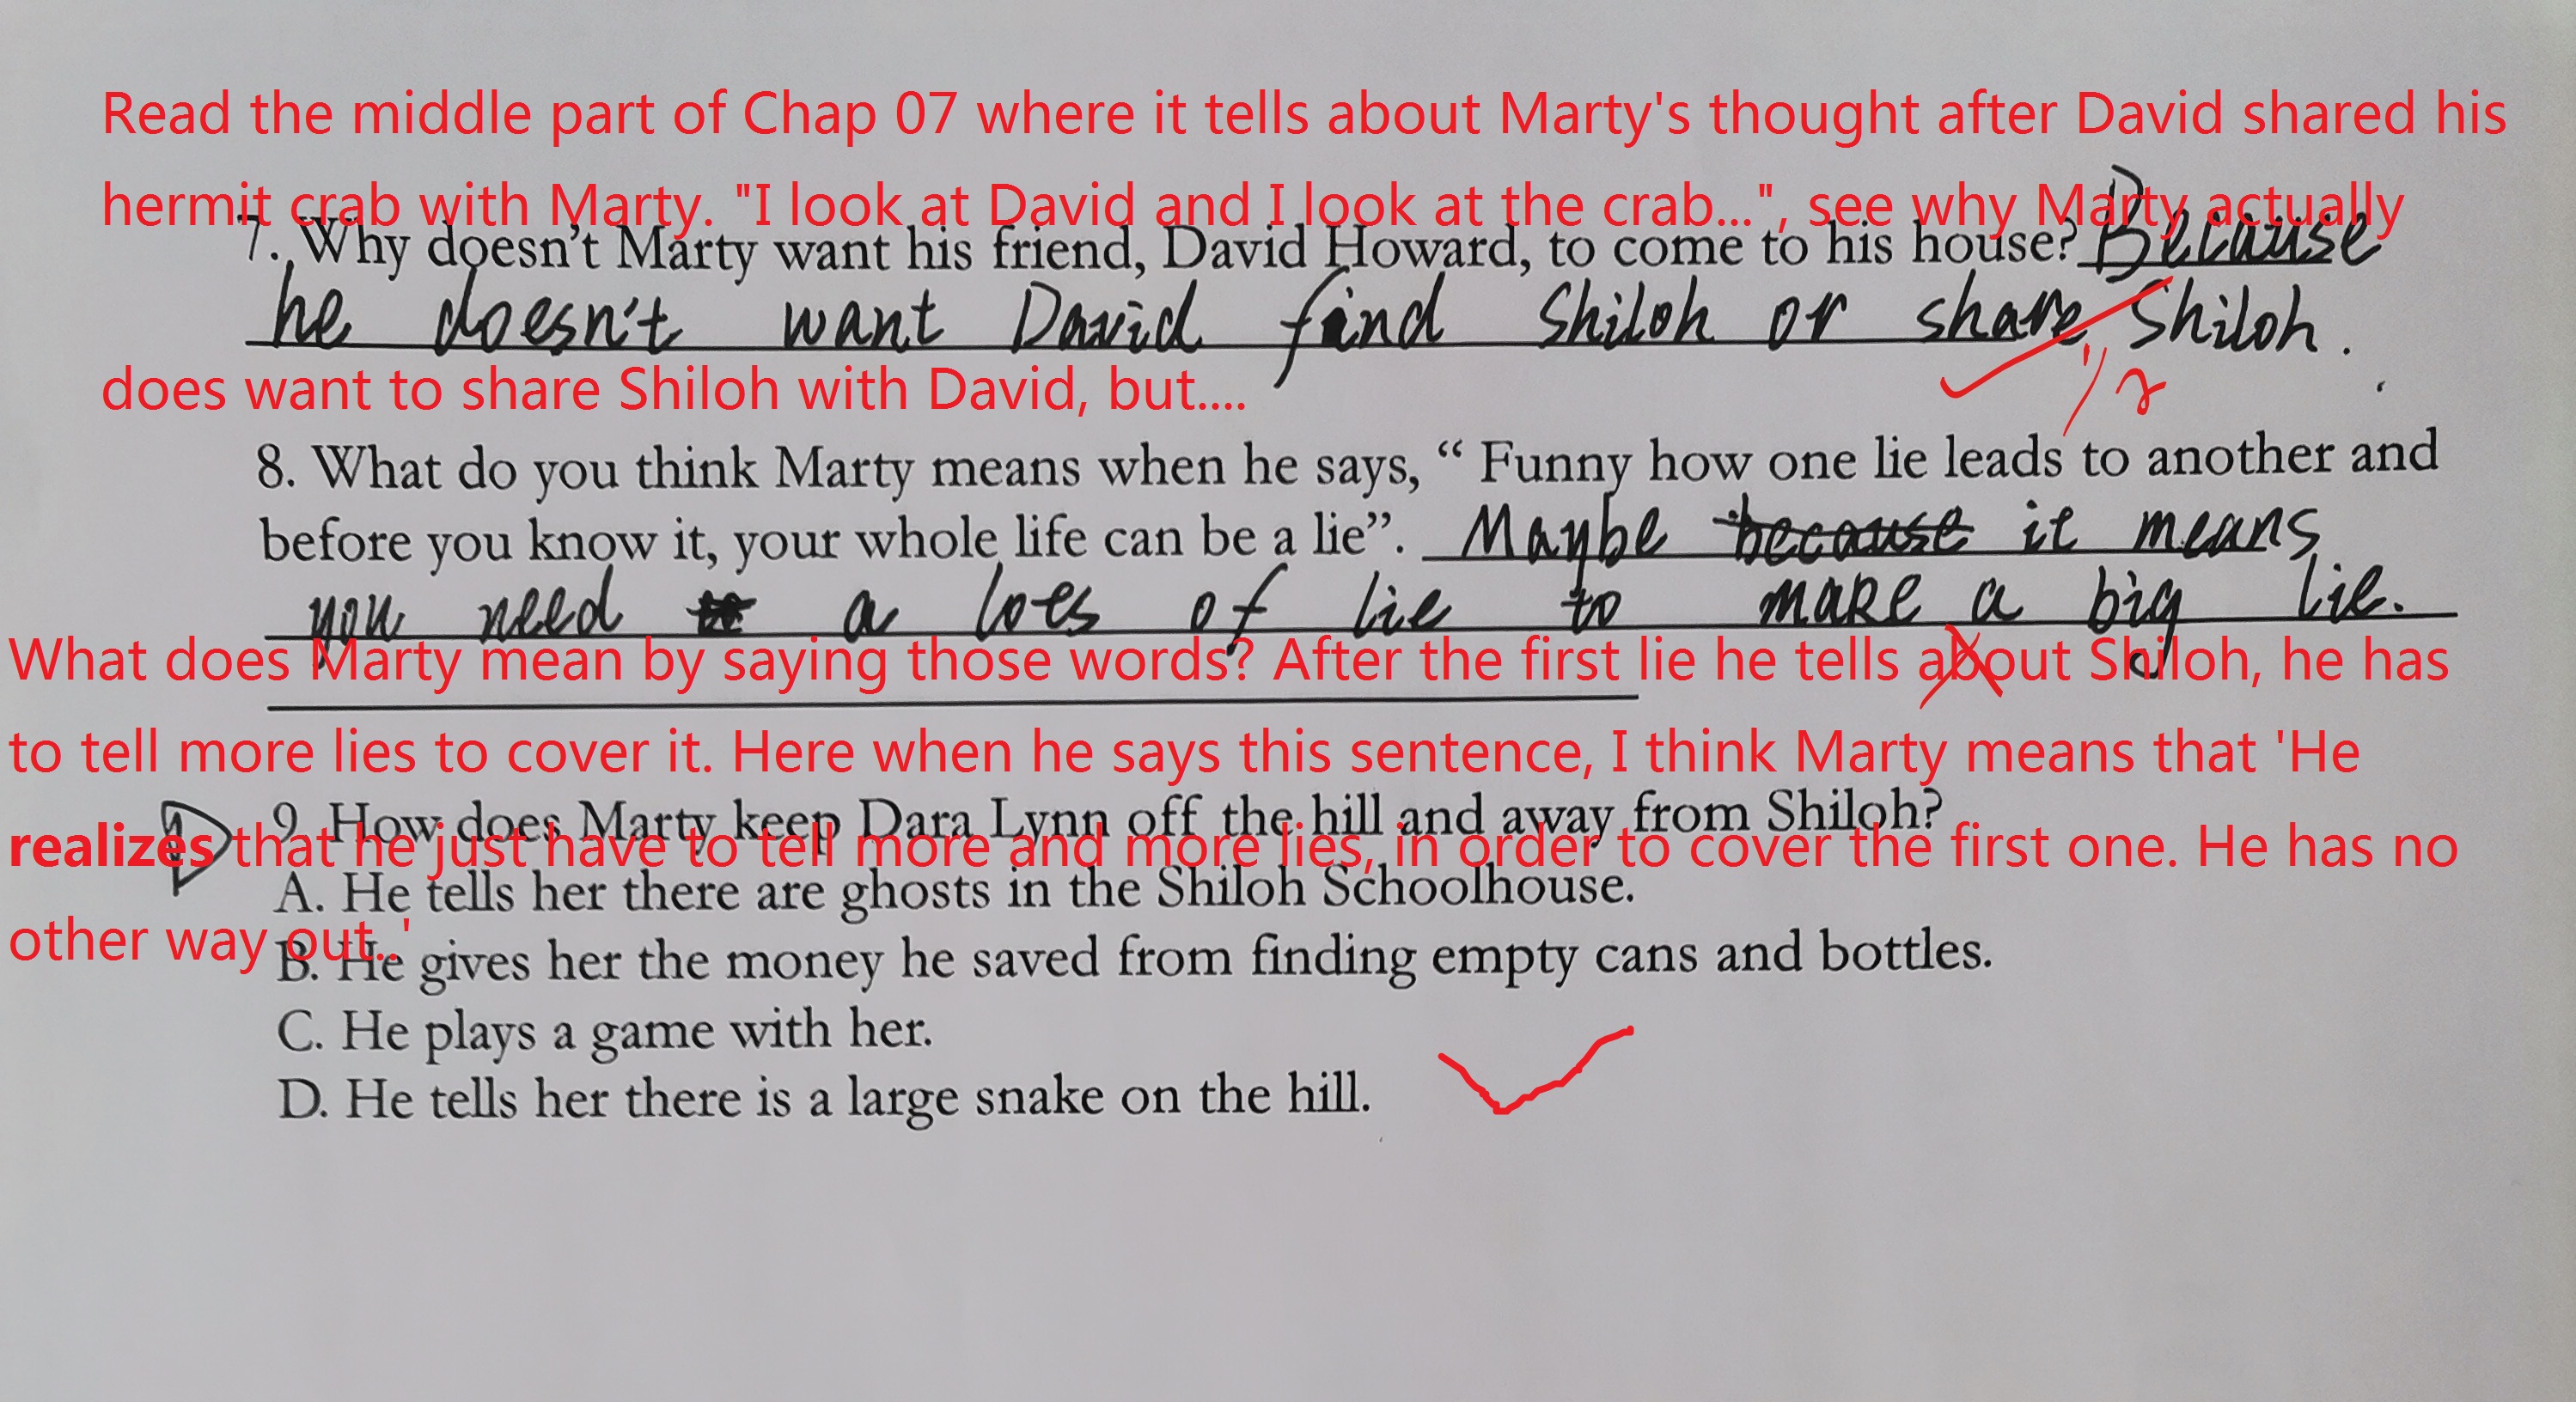 Read the middle part of Chap 07 where it tells about Marty's thought after David shared his
hermit crab with Marty. "I look at David and I look at the crab...", see why Marty actually
7. Why doesn't Marty want his friend, David Howard, to come to his house? Because
he doesn't want David find Shiloh or share Shiloh.
does want to share Shiloh with David, but....
1/2
8. What do you think Marty means when he says, “ Funny how one lie leads to another and
before you know it, your whole life can be a lie”. Maybe because it means
you need a lots of lie to make a big lie.
What does Marty mean by saying those words? After the first lie he tells about Shiloh, he has
to tell more lies to cover it. Here when he says this sentence, I think Marty means that 'He
D 9. How does Marty keep Dara Lynn off the hill and away from Shiloh?
realizes that he just have to tell more and more lies, in order to cover the first one. He has no
A. He tells her there are ghosts in the Shiloh Schoolhouse.
other way out..'
B. He gives her the money he saved from finding empty cans and bottles.
C. He plays a game with her.
D. He tells her there is a large snake on the hill.